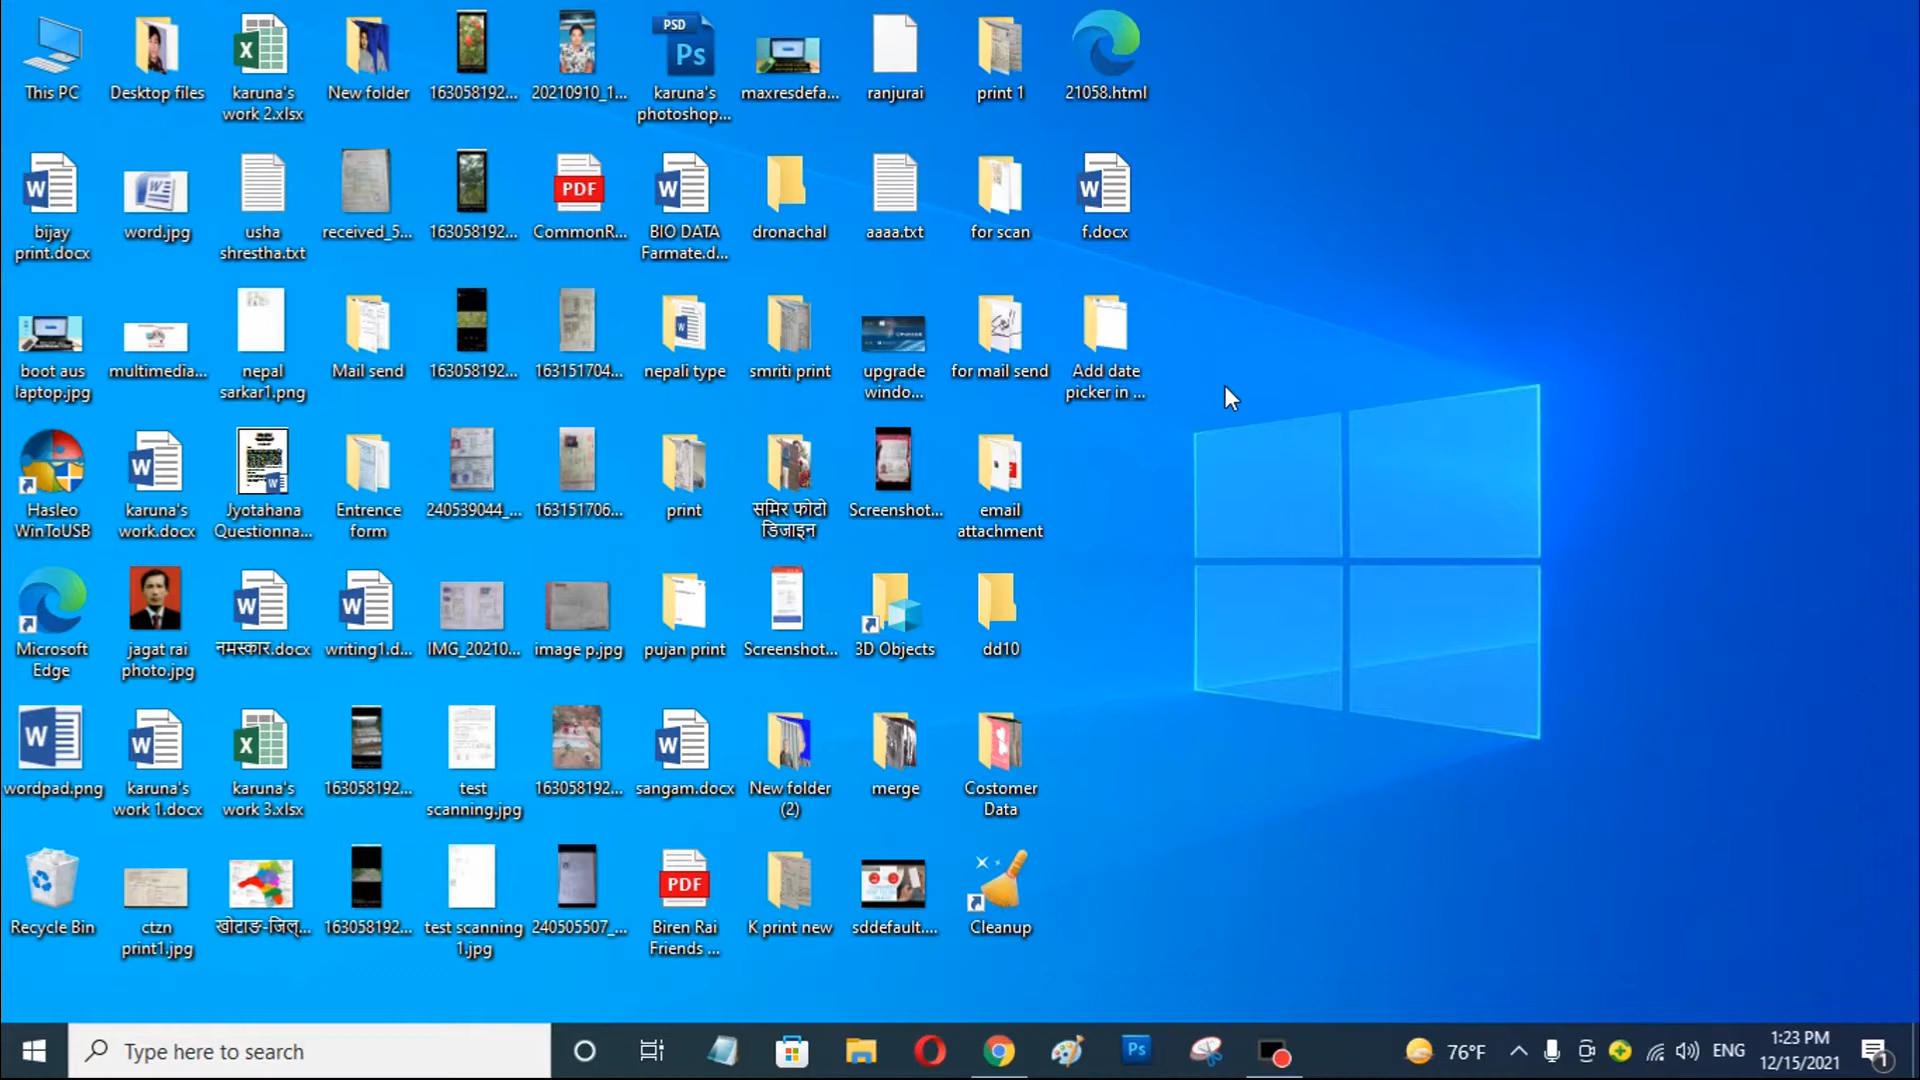 This PC
Desktop files
karuna's
work 2.xlsx
New folder
163058192...
20210910_1...
PSD
Ps
karuna's
photoshop...
maxresdefa...
ranjurai
print 1
21058.html
bijay
print.docx
word.jpg
usha
shrestha.txt
received_5...
163058192...
PDF
CommonR...
BIO DATA
Farmate.d...
dronachal
aaaa.txt
for scan
f.docx
boot aus
laptop.jpg
multimedia...
nepal
sarkar1.png
Mail send
163058192...
163151704...
nepali type
smriti print
upgrade
windo...
for mail send
Add date
picker in ...
Hasleo
WinToUSB
karuna's
work.docx
Jyotahana
Questionna...
Entrence
form
240539044_...
163151706...
print
समिर फोटो
डिजाइन
Screenshot...
email
attachment
Microsoft
Edge
jagat rai
photo.jpg
नमस्कार.docx
writing1.d...
IMG_20210...
image p.jpg
pujan print
Screenshot...
3D Objects
dd10
wordpad.png
karuna's
work 1.docx
karuna's
work 3.xlsx
163058192...
test
scanning.jpg
163058192...
sangam.docx
New folder
(2)
merge
Costomer
Data
Recycle Bin
ctzn
print1.jpg
खोटाङ-जिल्...
163058192...
test scanning
1.jpg
240505507_...
PDF
Biren Rai
Friends ...
K print new
sddefault....
Cleanup
Type here to search
Ps
76°F
ENG
1:23 PM
12/15/2021
1